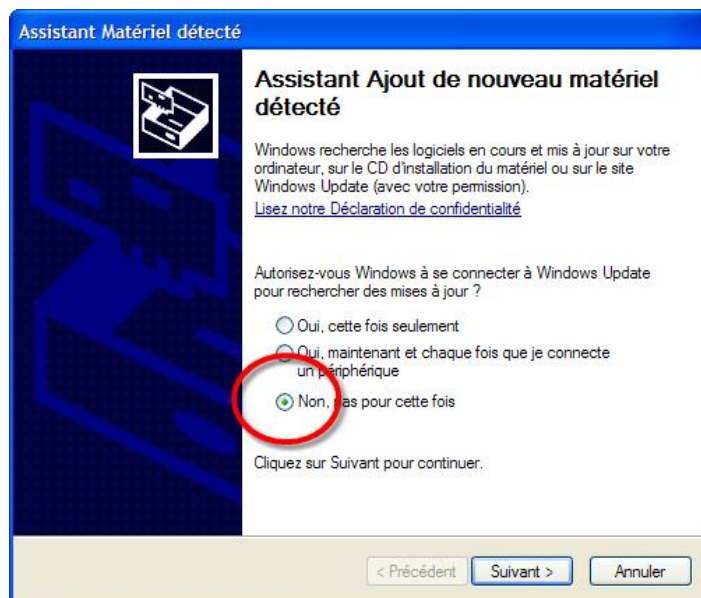 Assistant Matériel détecté
Assistant Ajout de nouveau matériel
détecté
Windows recherche les logiciels en cours et mis à jour sur votre
ordinateur, sur le CD d'installation du matériel ou sur le site
Windows Update (avec votre permission).
Lisez notre Déclaration de confidentialité
Autorisez-vous Windows à se connecter à Windows Update
pour rechercher des mises à jour ?
Oui, cette fois seulement
Oui, maintenant et chaque fois que je connecte
un périphérique
Non, pas pour cette fois
Cliquez sur Suivant pour continuer.
< Précédent Suivant > Annuler